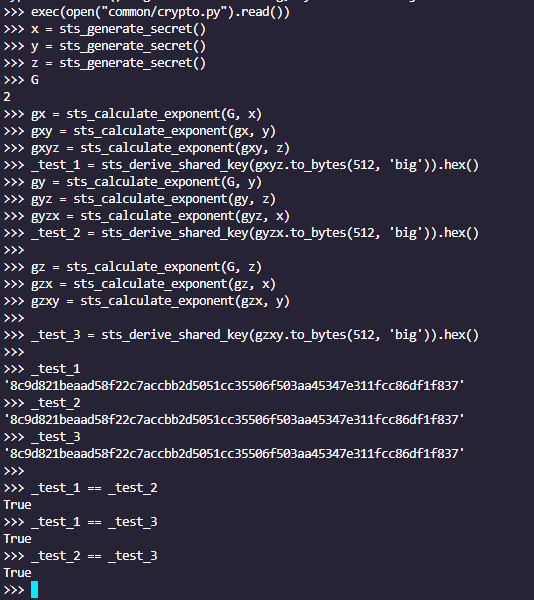 >>> exec(open("common/crypto.py").read())
>>> x = sts_generate_secret()
>>> y = sts_generate_secret()
>>> z = sts_generate_secret()
>>> G
2
>>> gx = sts_calculate_exponent(G, x)
>>> gxy = sts_calculate_exponent(gx, y)
>>> gxyz = sts_calculate_exponent(gxy, z)
>>> _test_1 = sts_derive_shared_key(gxyz.to_bytes(512, 'big')).hex()
>>> gy = sts_calculate_exponent(G, y)
>>> gyz = sts_calculate_exponent(gy, z)
>>> gyzx = sts_calculate_exponent(gyz, x)
>>> _test_2 = sts_derive_shared_key(gyzx.to_bytes(512, 'big')).hex()
>>>
>>> gz = sts_calculate_exponent(G, z)
>>> gzx = sts_calculate_exponent(gz, x)
>>> gzxy = sts_calculate_exponent(gzx, y)
>>>
>>> _test_3 = sts_derive_shared_key(gzxy.to_bytes(512, 'big')).hex()
>>>
>>> _test_1
'8c9d821beaad58f22c7accbb2d5051cc35506f503aa45347e311fcc86df1f837'
>>> _test_2
'8c9d821beaad58f22c7accbb2d5051cc35506f503aa45347e311fcc86df1f837'
>>> _test_3
'8c9d821beaad58f22c7accbb2d5051cc35506f503aa45347e311fcc86df1f837'
>>>
>>> _test_1 == _test_2
True
>>> _test_1 == _test_3
True
>>> _test_2 == _test_3
True
>>>